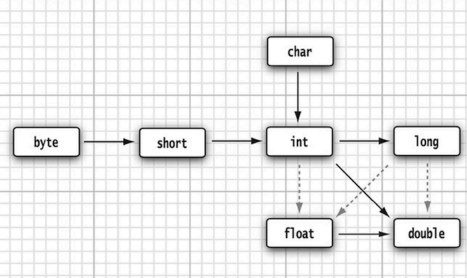 char
byte
short
int
long
float
double